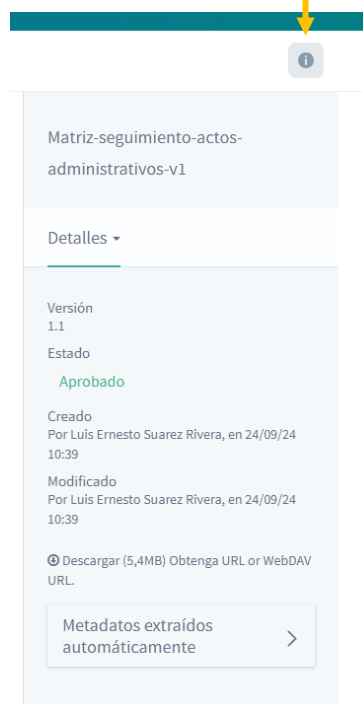 Matriz-seguimiento-actos-
administrativos-v1
Detalles
Versión
1.1
Estado
Aprobado
Creado
Por Luis Ernesto Suarez Rivera, en 24/09/24
10:39
Modificado
Por Luis Ernesto Suarez Rivera, en 24/09/24
10:39
Descargar (5,4MB) Obtenga URL or WebDAV
URL.
Metadatos extraídos
automáticamente